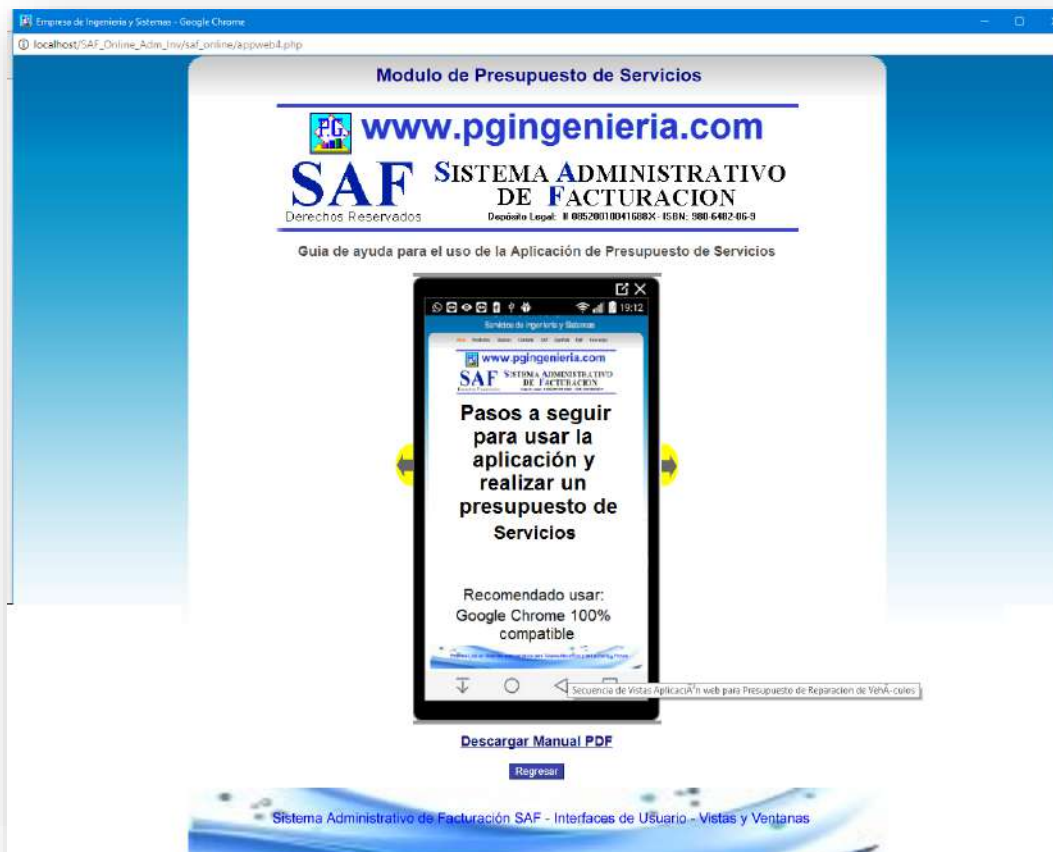 Empresa de Ingenieria y Sistemas - Google Chrome
localhost/SAF_Online_Adm_Inv/saf_online/appweb4.php
Modulo de Presupuesto de Servicios
P.G. www.pgingenieria.com
SAF SISTEMA ADMINISTRATIVO
DE FACTURACION
Derechos Reservados
Depósito Legal: II 08520010041688X - ISBN: 980-6482-06-9
Guia de ayuda para el uso de la Aplicación de Presupuesto de Servicios
19:12
Servicios de Ingenieria y Sistemas
www.pgingenieria.com
SAF SISTEMA ADMINISTRATIVO
DE FACTURACION
Pasos a seguir
para usar la
aplicación y
realizar un
presupuesto de
Servicios
Recomendado usar:
Google Chrome 100%
compatible
Secuencia de Vistas AplicaciÃ³n web para Presupuesto de Reparacion de VehÃ-culos
Descargar Manual PDF
Regresar
Sistema Administrativo de Facturación SAF - Interfaces de Usuario - Vistas y Ventanas